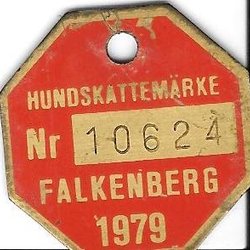 HUNDSKATTEMÄRKE
Nr 10624
FALKENBERG
1979